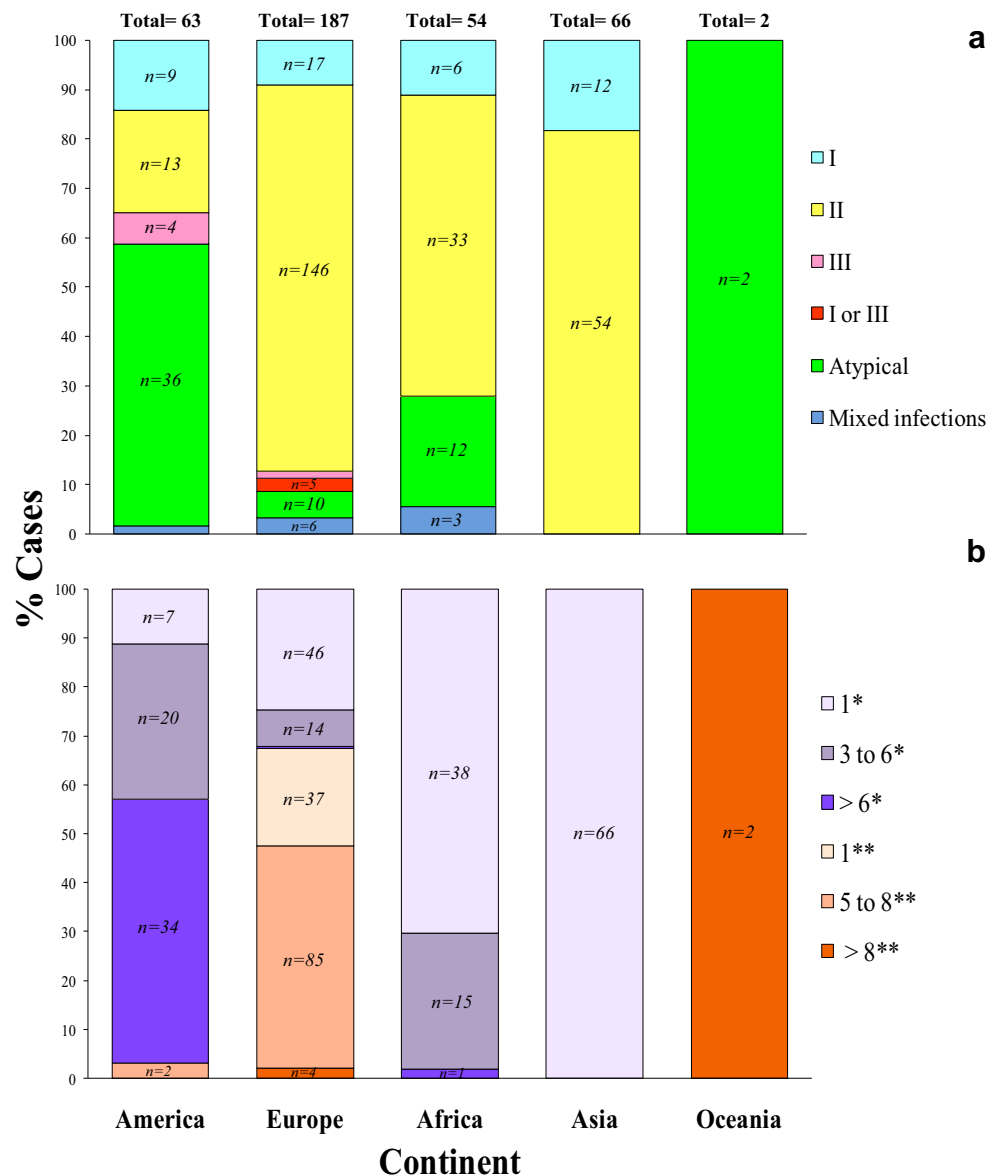 Total= 63 Total= 187 Total= 54 Total= 66 Total= 2
a
100
90
80
70
60
50
40
30
20
10
0
n=9
n=13
n=4
n=36
n=17
n=146
n=5
n=10
n=6
n=6
n=33
n=12
n=3
n=12
n=54
n=2
I
II
III
I or III
Atypical
Mixed infections
% Cases
b
100
90
80
70
60
50
40
30
20
10
0
n=7
n=20
n=34
n=2
n=46
n=14
n=37
n=85
n=4
n=38
n=15
n=1
n=66
n=2
1*
3 to 6*
> 6*
1**
5 to 8**
> 8**
America Europe Africa Asia Oceania
Continent